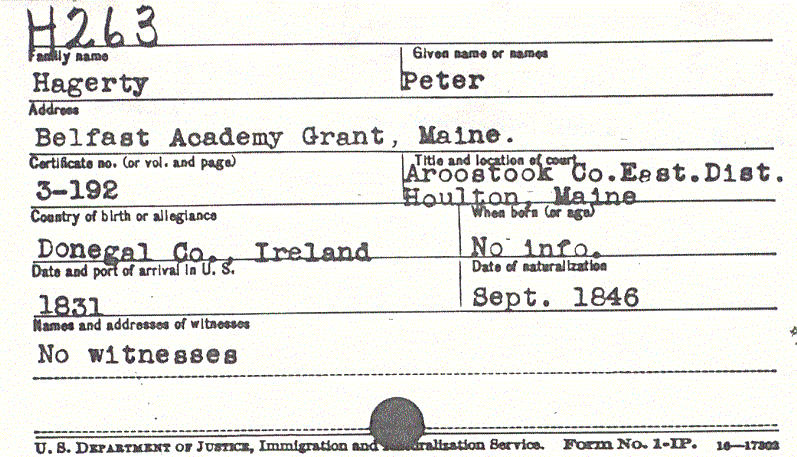 H263
Family name Given name or names
Hagerty Peter
Address
Belfast Academy Grant, Maine.
Certificate no. (or vol. and page) Title and location of court
3-192 Aroostook Co.East.Dist.
Houlton, Maine
Country of birth or allegiance When born (or age)
Donegal Co., Ireland No info.
Date and port of arrival in U. S. Date of naturalization
1831 Sept. 1846
Names and addresses of witnesses
No witnesses
U. S. DEPARTMENT OF JUSTICE, Immigration and Naturalization Service. FORM NO. 1-IP. 16—17302